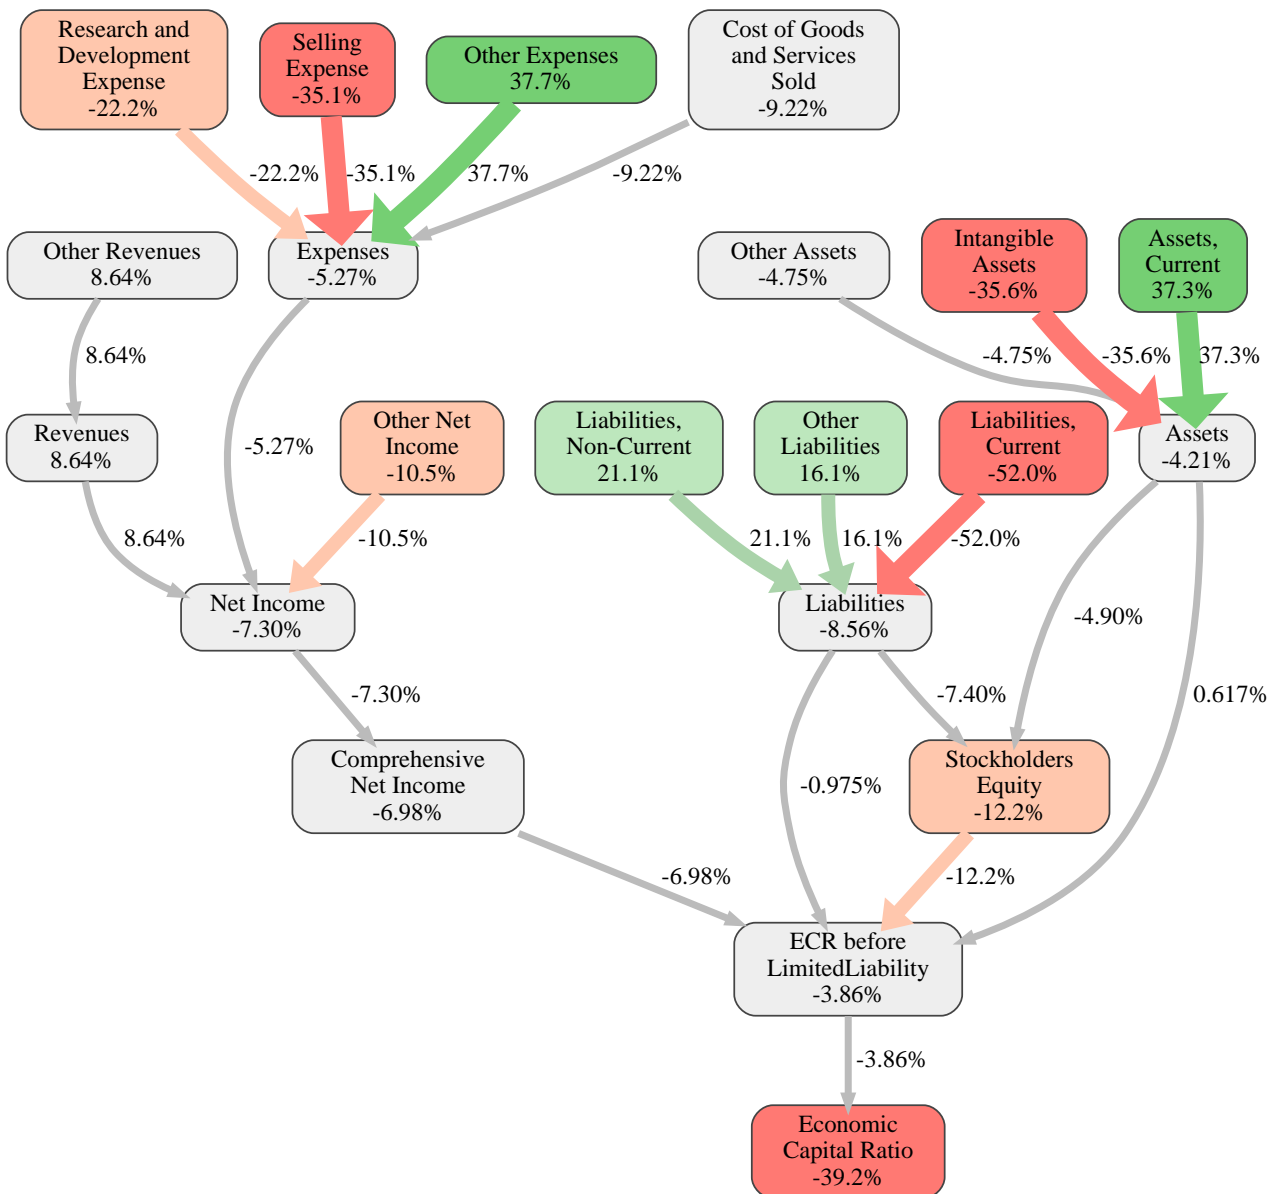 Research and
Development
Expense
-22.2%
Selling
Expense
-35.1%
Other Expenses
37.7%
Cost of Goods
and Services
Sold
-9.22%
-22.2%
-35.1%
37.7%
-9.22%
Other Revenues
8.64%
Expenses
-5.27%
Other Assets
-4.75%
Intangible
Assets
-35.6%
Assets,
Current
37.3%
8.64%
-4.75%
-35.6%
37.3%
Revenues
8.64%
-5.27%
Other Net
Income
-10.5%
Liabilities,
Non-Current
21.1%
Other
Liabilities
16.1%
Liabilities,
Current
-52.0%
Assets
-4.21%
8.64%
-10.5%
21.1%
16.1%
-52.0%
Net Income
-7.30%
Liabilities
-8.56%
-4.90%
-7.30%
-7.40%
0.617%
Comprehensive
Net Income
-6.98%
-0.975%
Stockholders
Equity
-12.2%
-6.98%
-12.2%
ECR before
LimitedLiability
-3.86%
-3.86%
Economic
Capital Ratio
-39.2%